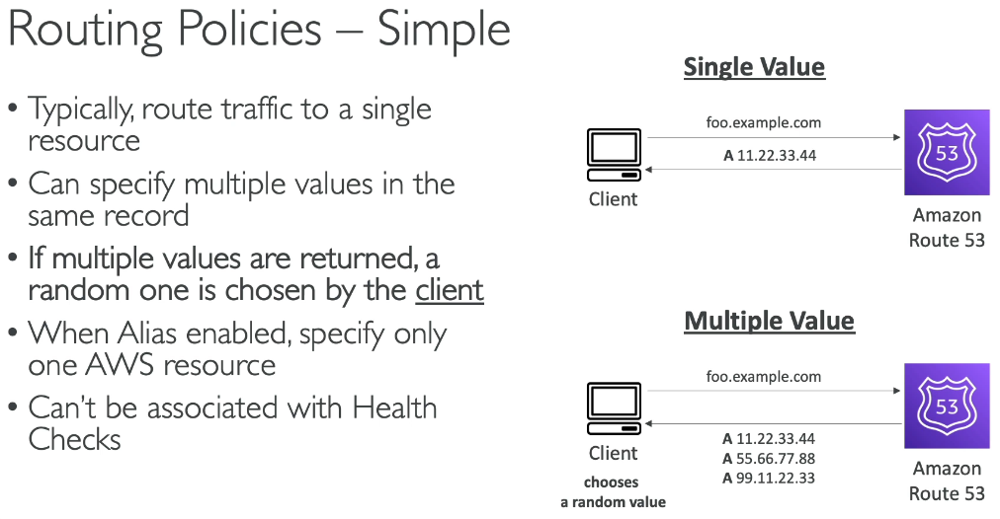 Routing Policies – Simple
• Typically, route traffic to a single
resource
• Can specify multiple values in the
same record
• If multiple values are returned, a
random one is chosen by the client
• When Alias enabled, specify only
one AWS resource
• Can't be associated with Health
Checks
Single Value
foo.example.com
A 11.22.33.44
53
Client
Amazon
Route 53
Multiple Value
foo.example.com
53
A 11.22.33.44
A 55.66.77.88
A 99.11.22.33
Client
chooses
a random value
Amazon
Route 53